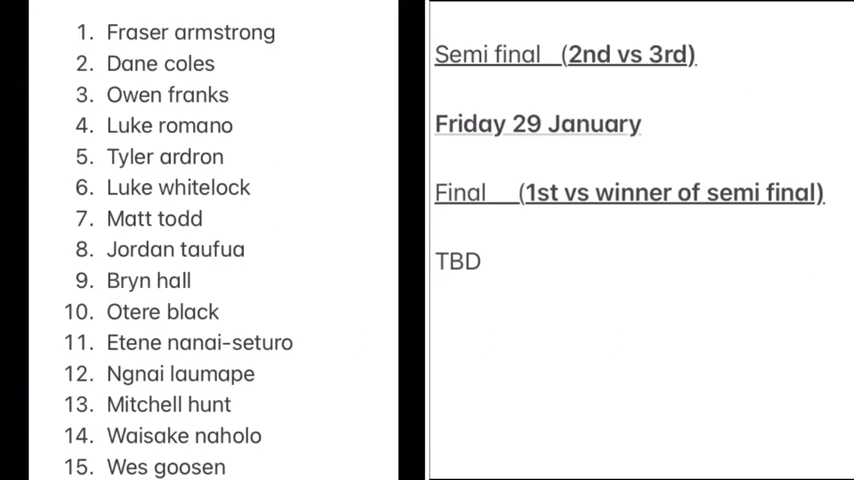 1. Fraser armstrong
2. Dane coles
3. Owen franks
4. Luke romano
5. Tyler ardron
6. Luke whitelock
7. Matt todd
8. Jordan taufua
9. Bryn hall
10. Otere black
11. Etene nanai-seturo
12. Ngnai laumape
13. Mitchell hunt
14. Waisake naholo
15. Wes goosen
Semi final (2nd vs 3rd)
Friday 29 January
Final (1st vs winner of semi final)
TBD